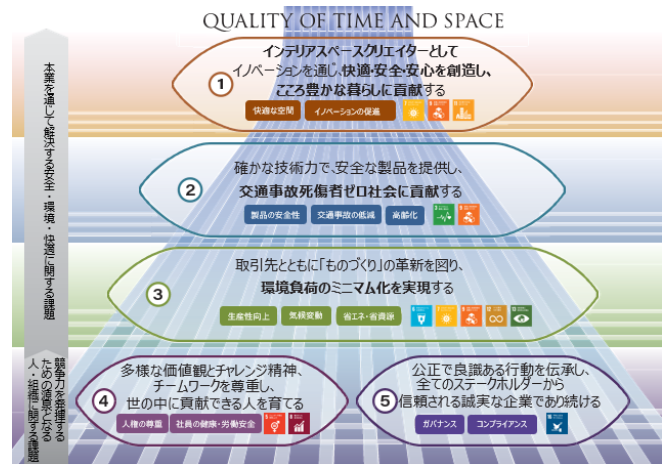 QUALITY OF TIME AND SPACE
本業を通じて解決する安全・環境・快適に関する課題
①
インテリアスペースクリエイターとして
イノベーションを通し、快適・安全・安心を創造し、
こころ豊かな暮らしに貢献する
快適な空間
イノベーションの促進
②
確かな技術力で、安全な製品を提供し、
交通事故死傷者ゼロ社会に貢献する
製品の安全性
交通事故の低減
高齢化
③
取引先とともに「ものづくり」の革新を図り、
環境負荷のミニマム化を実現する
生産性向上
気候変動
省エネ・省資源
競争力を発揮する
ための源泉となる
人・組織に関する課題
④
多様な価値観とチャレンジ精神、
チームワークを尊重し、
世の中に貢献できる人を育てる
人権の尊重
社員の健康・労働安全
⑤
公正で良識ある行動を伝承し、
全てのステークホルダーから
信頼される誠実な企業であり続ける
ガバナンス
コンプライアンス